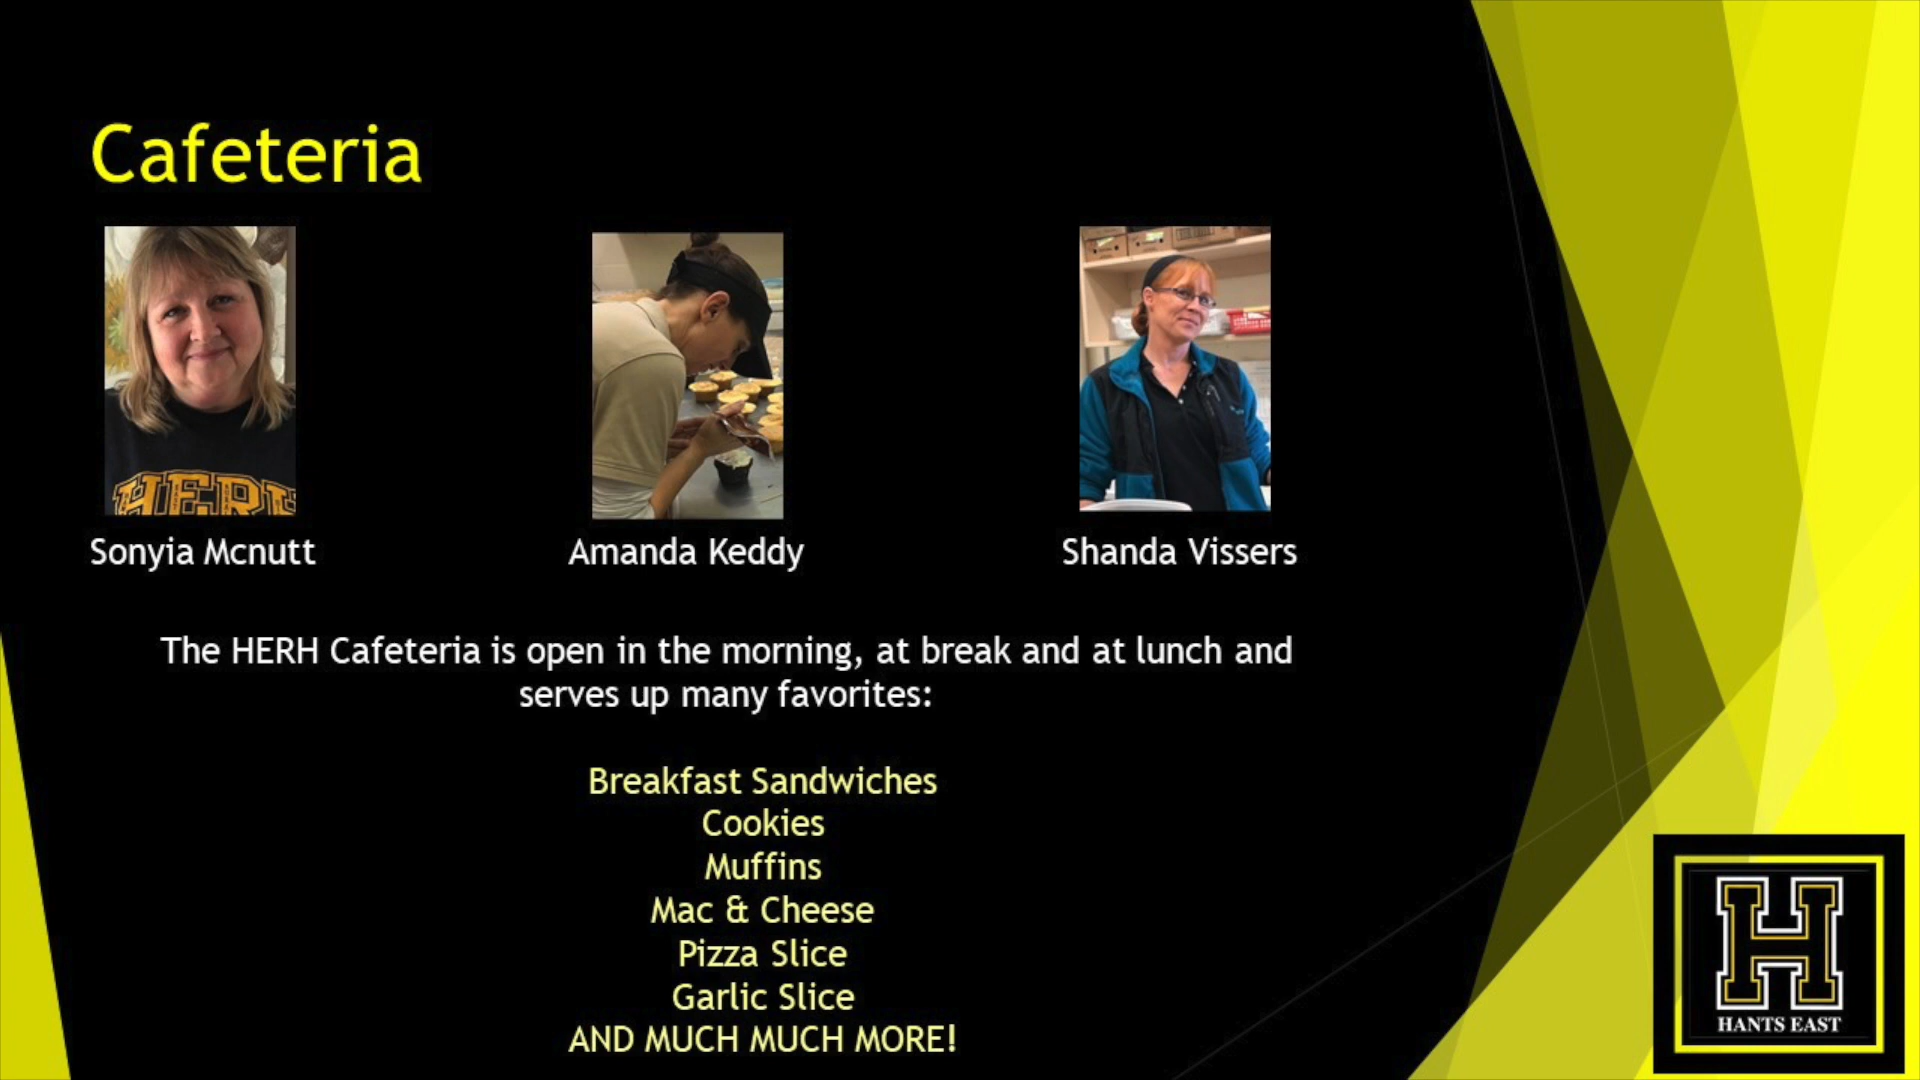 Cafeteria
HERH
Sonyia Mcnutt
Amanda Keddy
Shanda Vissers
The HERH Cafeteria is open in the morning, at break and at lunch and
serves up many favorites:
Breakfast Sandwiches
Cookies
Muffins
Mac & Cheese
Pizza Slice
Garlic Slice
AND MUCH MUCH MORE!
H
HANTS EAST